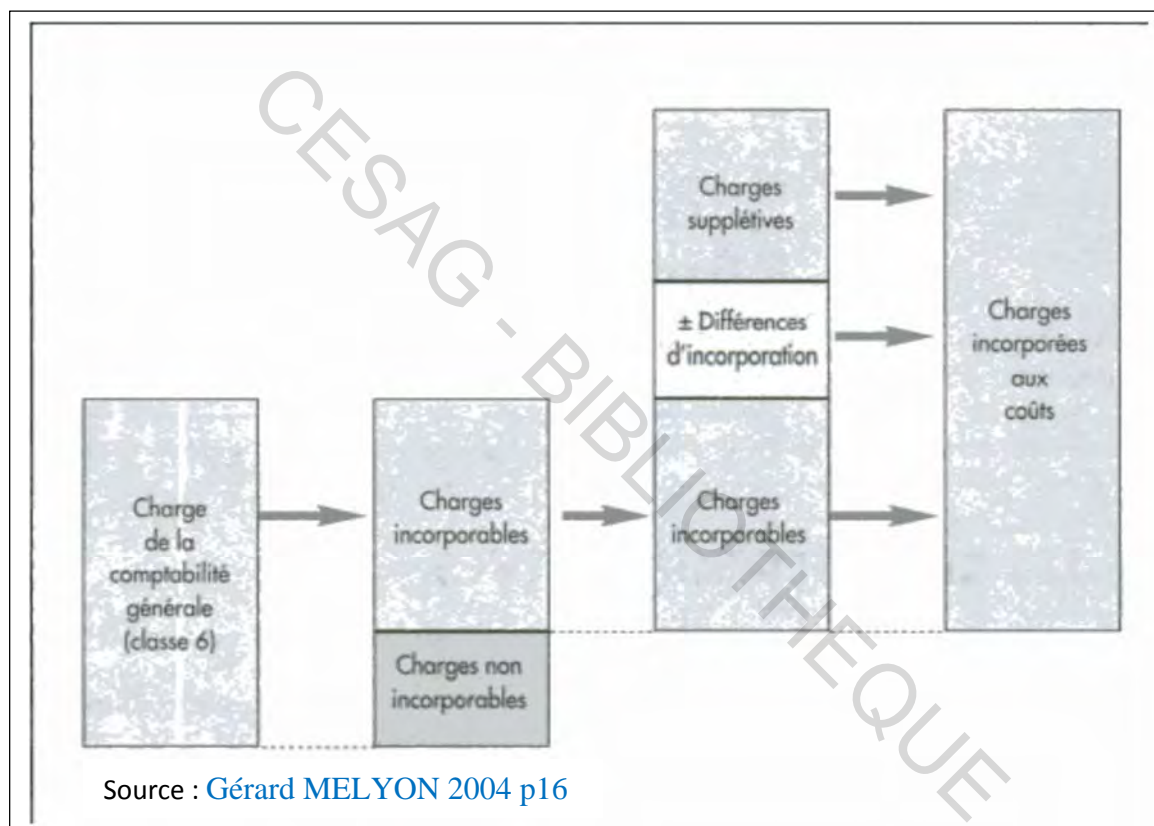 Charge
de la
comptabilité
générale
(classe 6)
Charges
incorporables
Charges non
incorporables
Charges
supplétives
± Différences
d'incorporation
Charges
incorporables
Charges
incorporées
aux
coûts
CESAG - BIBLIOTHEQUE
Source : Gérard MELYON 2004 p16